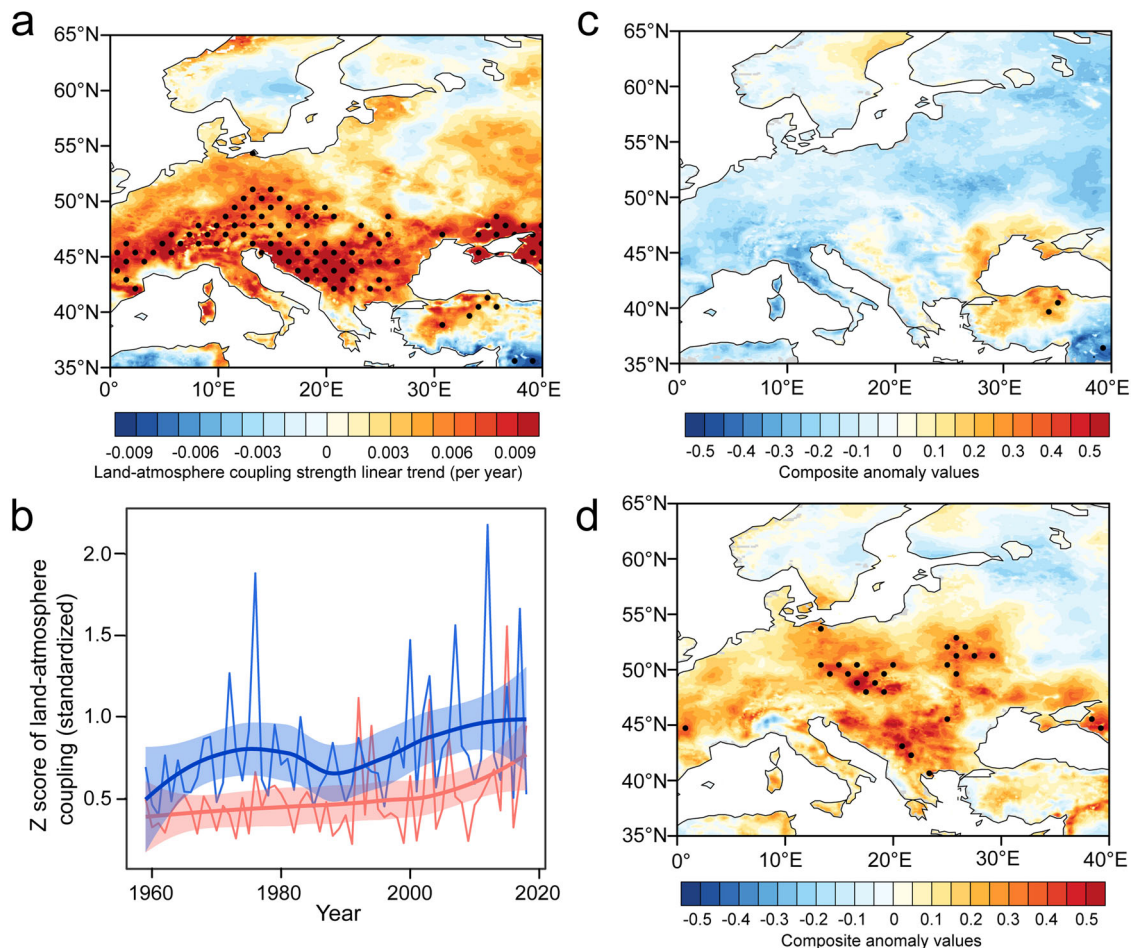 a
65°N
60°N
55°N
50°N
45°N
40°N
35°N
0° 10°E 20°E 30°E 40°E
-0.009 -0.006 -0.003 0 0.003 0.006 0.009
Land-atmosphere coupling strength linear trend (per year)
c
65°N
60°N
55°N
50°N
45°N
40°N
35°N
0° 10°E 20°E 30°E 40°E
-0.5 -0.4 -0.3 -0.2 -0.1 0 0.1 0.2 0.3 0.4 0.5
Composite anomaly values
b
Z score of land-atmosphere
coupling (standardized)
2.0
1.5
1.0
0.5
1960 1980 2000 2020
Year
d
65°N
60°N
55°N
50°N
45°N
40°N
35°N
0° 10°E 20°E 30°E 40°E
-0.5 -0.4 -0.3 -0.2 -0.1 0 0.1 0.2 0.3 0.4 0.5
Composite anomaly values